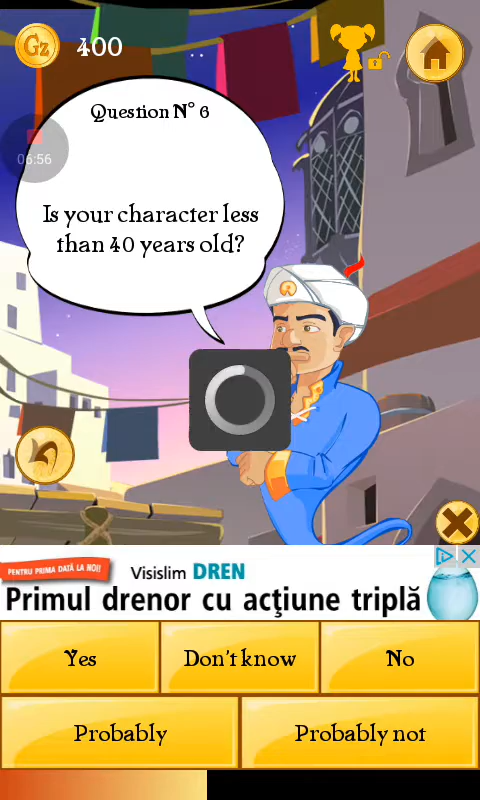 Gz 400
Question N° 6
06:56
Is your character less
than 40 years old?
PENTRU PRIMA DATĂ LA NOI!
Visislim DREN
Primul drenor cu acţiune triplă
Yes
Don't know
No
Probably
Probably not